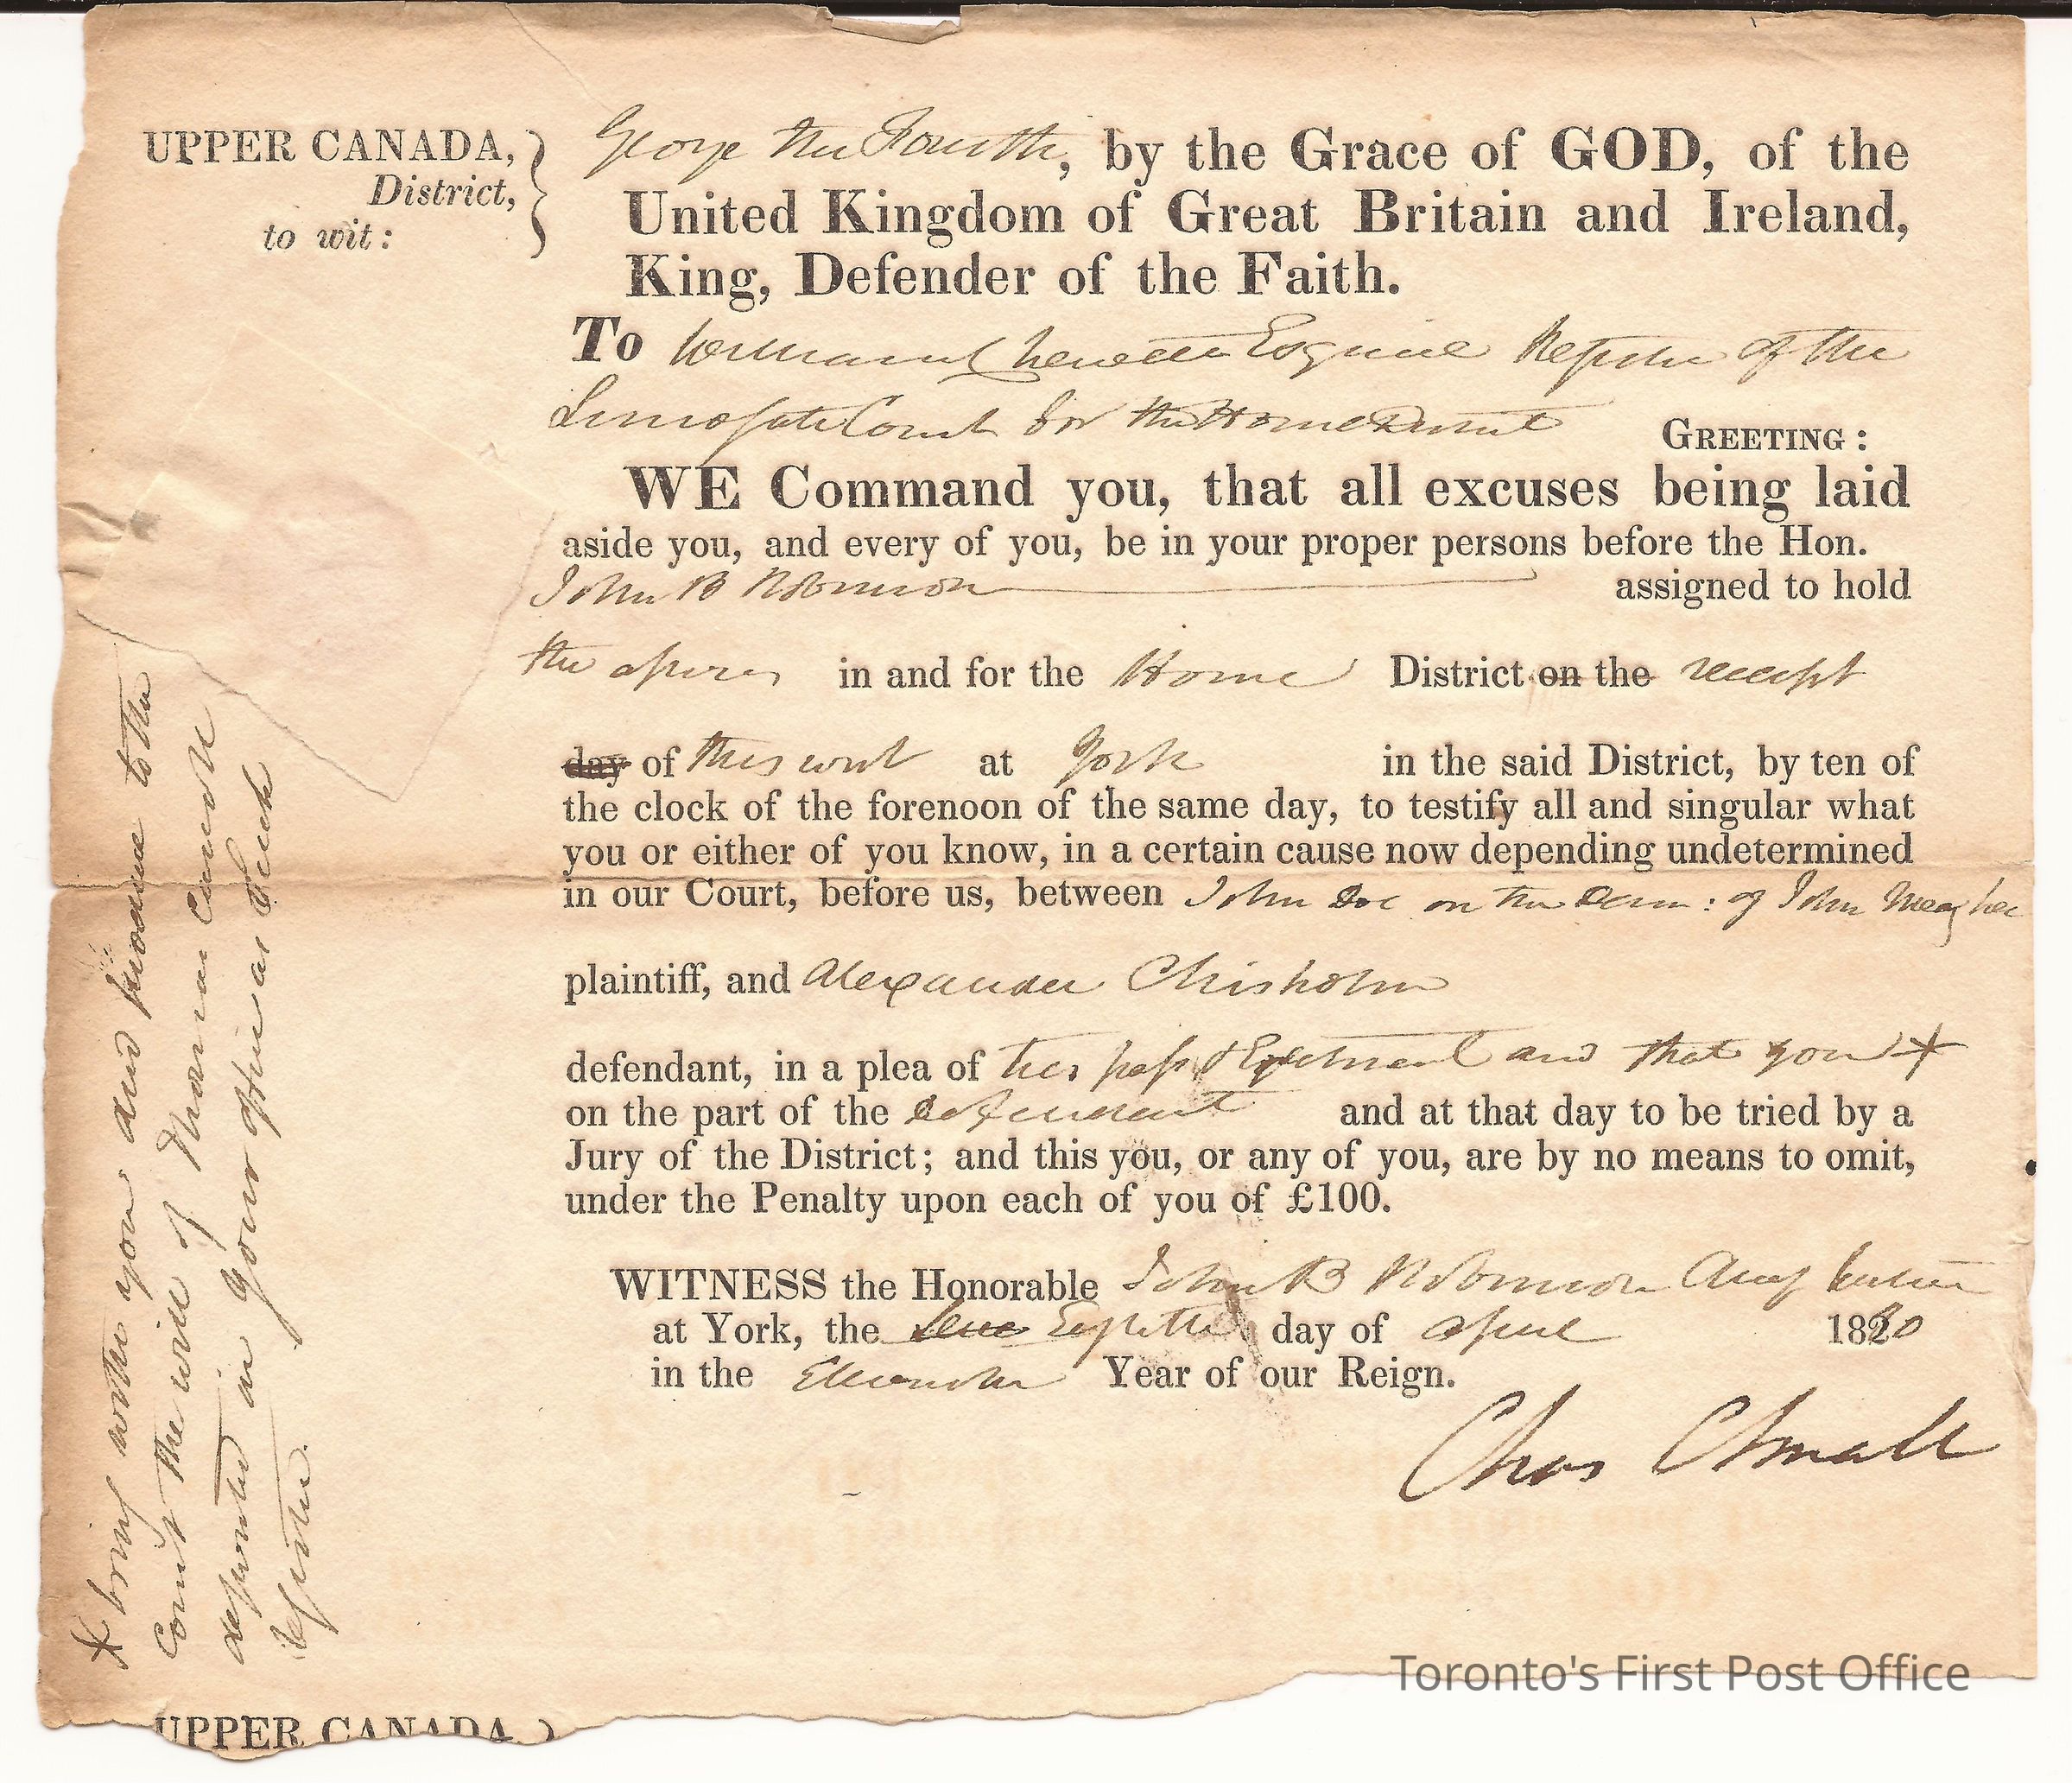 UPPER CANADA,
District,
to wit:
George the Fourth, by the Grace of GOD, of the
United Kingdom of Great Britain and Ireland,
King, Defender of the Faith.
To William Chewett Esquire Register of the
Surrogate Court for the Home District GREETING:
WE Command you, that all excuses being laid
aside you, and every of you, be in your proper persons before the Hon.
John B Robinson assigned to hold
the assizes in and for the Home District on the receipt
day of this writ at York in the said District, by ten of
the clock of the forenoon of the same day, to testify all and singular what
you or either of you know, in a certain cause now depending undetermined
in our Court, before us, between John Doe on the Dem: of John Meagher
plaintiff, and Alexander Chisholm
defendant, in a plea of trespass & Ejectment and that you X
on the part of the defendant and at that day to be tried by a
Jury of the District; and this you, or any of you, are by no means to omit,
under the Penalty upon each of you of £100.
WITNESS the Honorable John B Robinson
at York, the Eighth day of April 1830
in the Eleventh Year of our Reign.
Chas C Small
X bring with you and produce to the
Court the will of Thomas
deposited in your office as such
Register.
UPPER CANADA,
Toronto's First Post Office